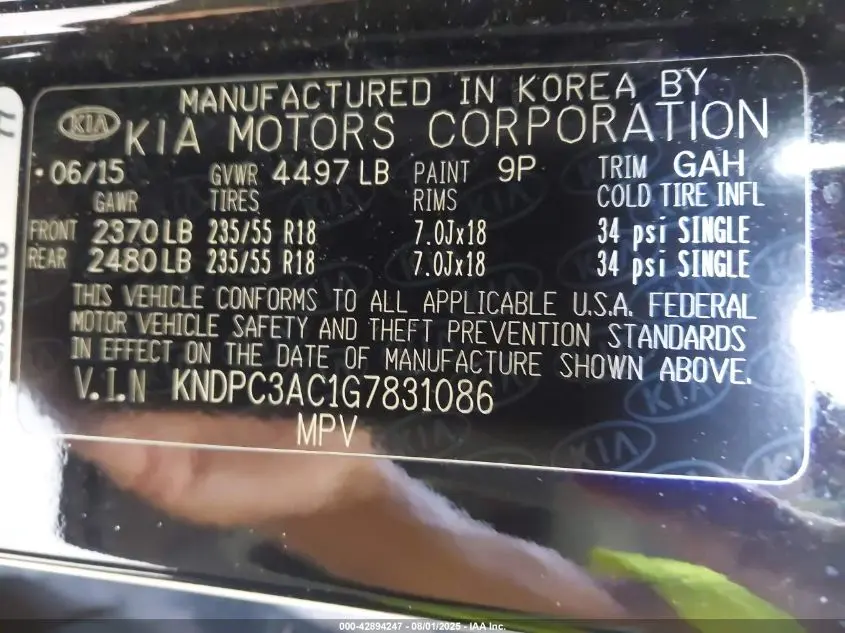 MANUFACTURED IN KOREA BY
KIA KIA MOTORS CORPORATION
06/15 GVWR 4497 LB PAINT 9P TRIM GAH
GAWR TIRES RIMS COLD TIRE INFL
FRONT 2370 LB 235/55 R18 7.0Jx18 34 psi SINGLE
REAR 2480 LB 235/55 R18 7.0Jx18 34 psi SINGLE
THIS VEHICLE CONFORMS TO ALL APPLICABLE U.S.A. FEDERAL
MOTOR VEHICLE SAFETY AND THEFT PREVENTION STANDARDS
IN EFFECT ON THE DATE OF MANUFACTURE SHOWN ABOVE.
V.I.N KNDPC3AC1G7831086
MPV
000-42894247 - 08/01/2025 - IAA Inc.